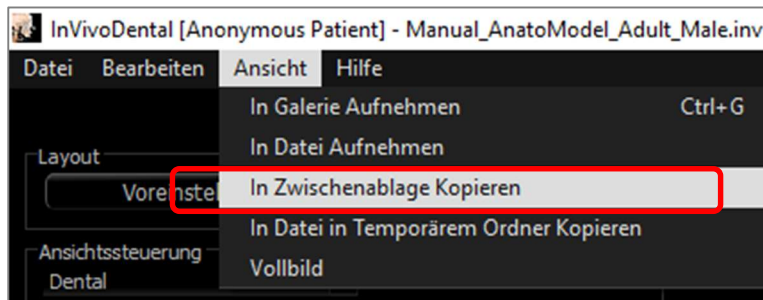 InVivoDental [Anonymous Patient] - Manual_AnatoModel_Adult_Male.inv
Datei Bearbeiten Ansicht Hilfe
In Galerie Aufnehmen Ctrl+G
In Datei Aufnehmen
Layout
In Zwischenablage Kopieren
Voreinstel
In Datei in Temporärem Ordner Kopieren
Ansichtssteuerung
Vollbild
Dental